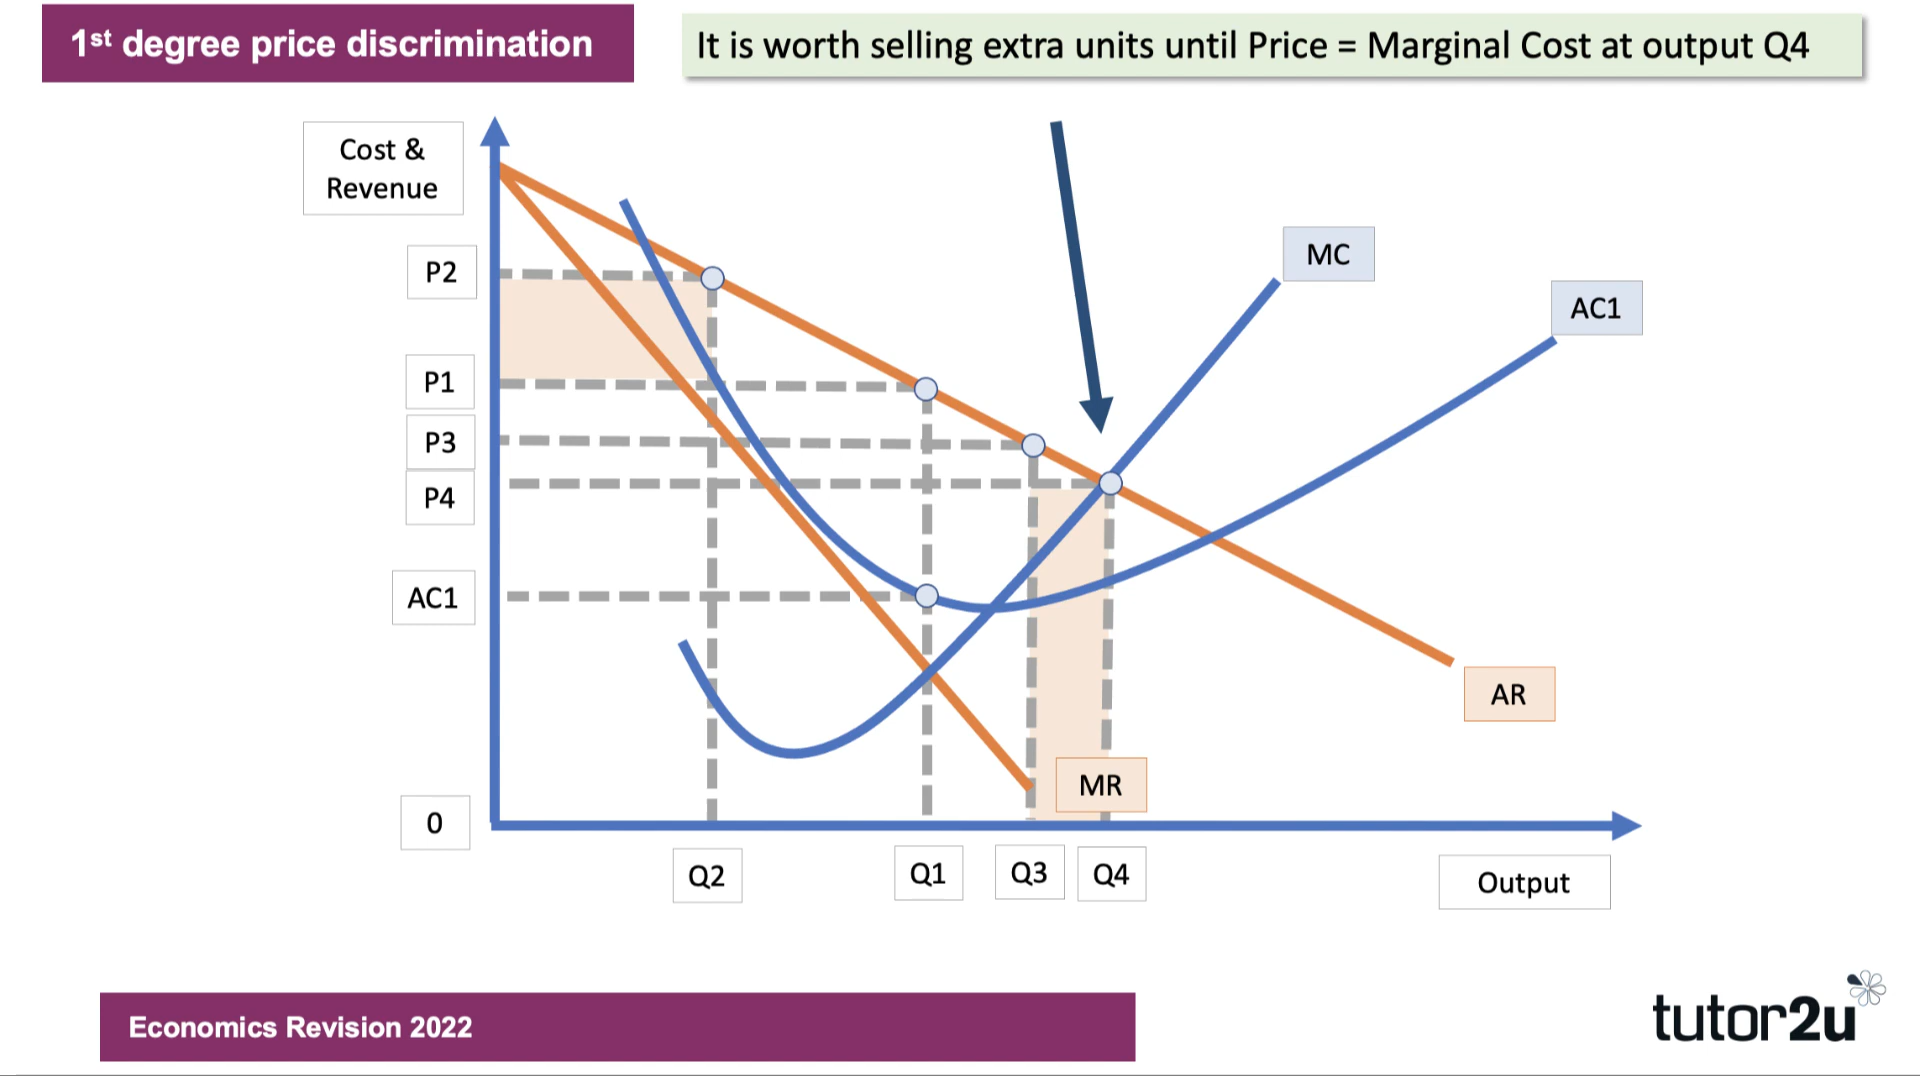 1st degree price discrimination
It is worth selling extra units until Price = Marginal Cost at output Q4
Cost &
Revenue
P2
P1
P3
P4
AC1
0
MC
AC1
AR
MR
Q2
Q1
Q3
Q4
Output
Economics Revision 2022
tutor2u